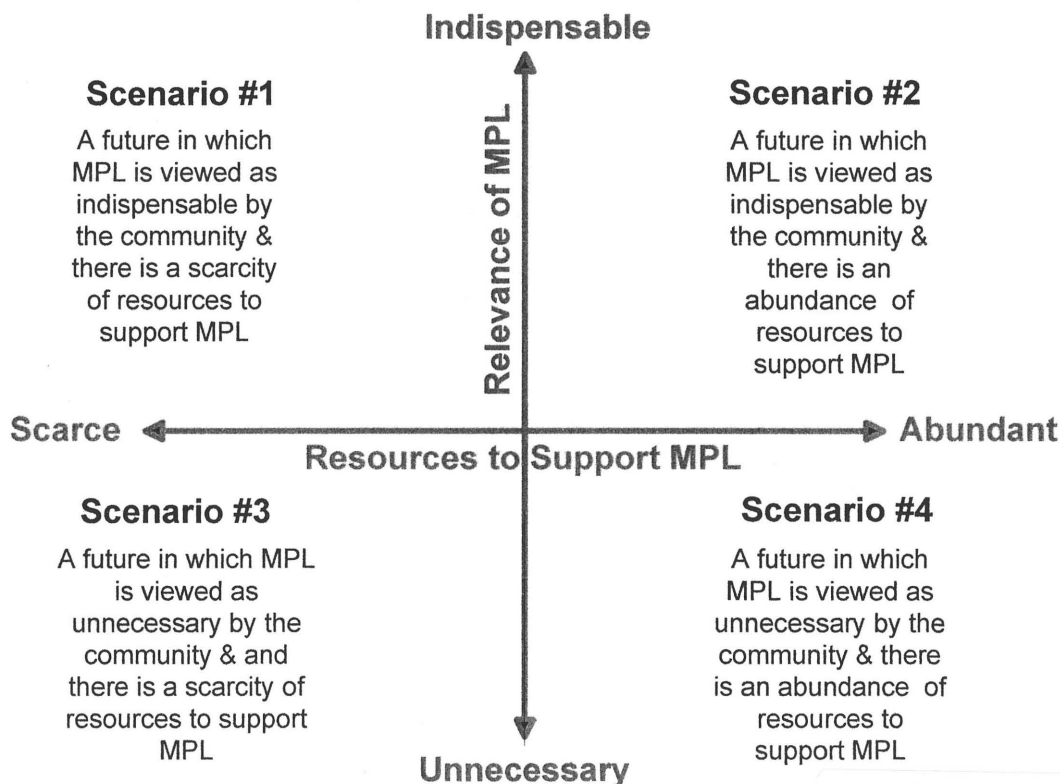 Indispensable
Scenario #1
A future in which
MPL is viewed as
indispensable by
the community &
there is a scarcity
of resources to
support MPL
Relevance of MPL
Scenario #2
A future in which
MPL is viewed as
indispensable by
the community &
there is an
abundance of
resources to
support MPL
Scarce
Abundant
Resources to Support MPL
Scenario #3
A future in which MPL
is viewed as
unnecessary by the
community & and
there is a scarcity of
resources to support
MPL
Scenario #4
A future in which
MPL is viewed as
unnecessary by the
community & there
is an abundance of
resources to
support MPL
Unnecessary